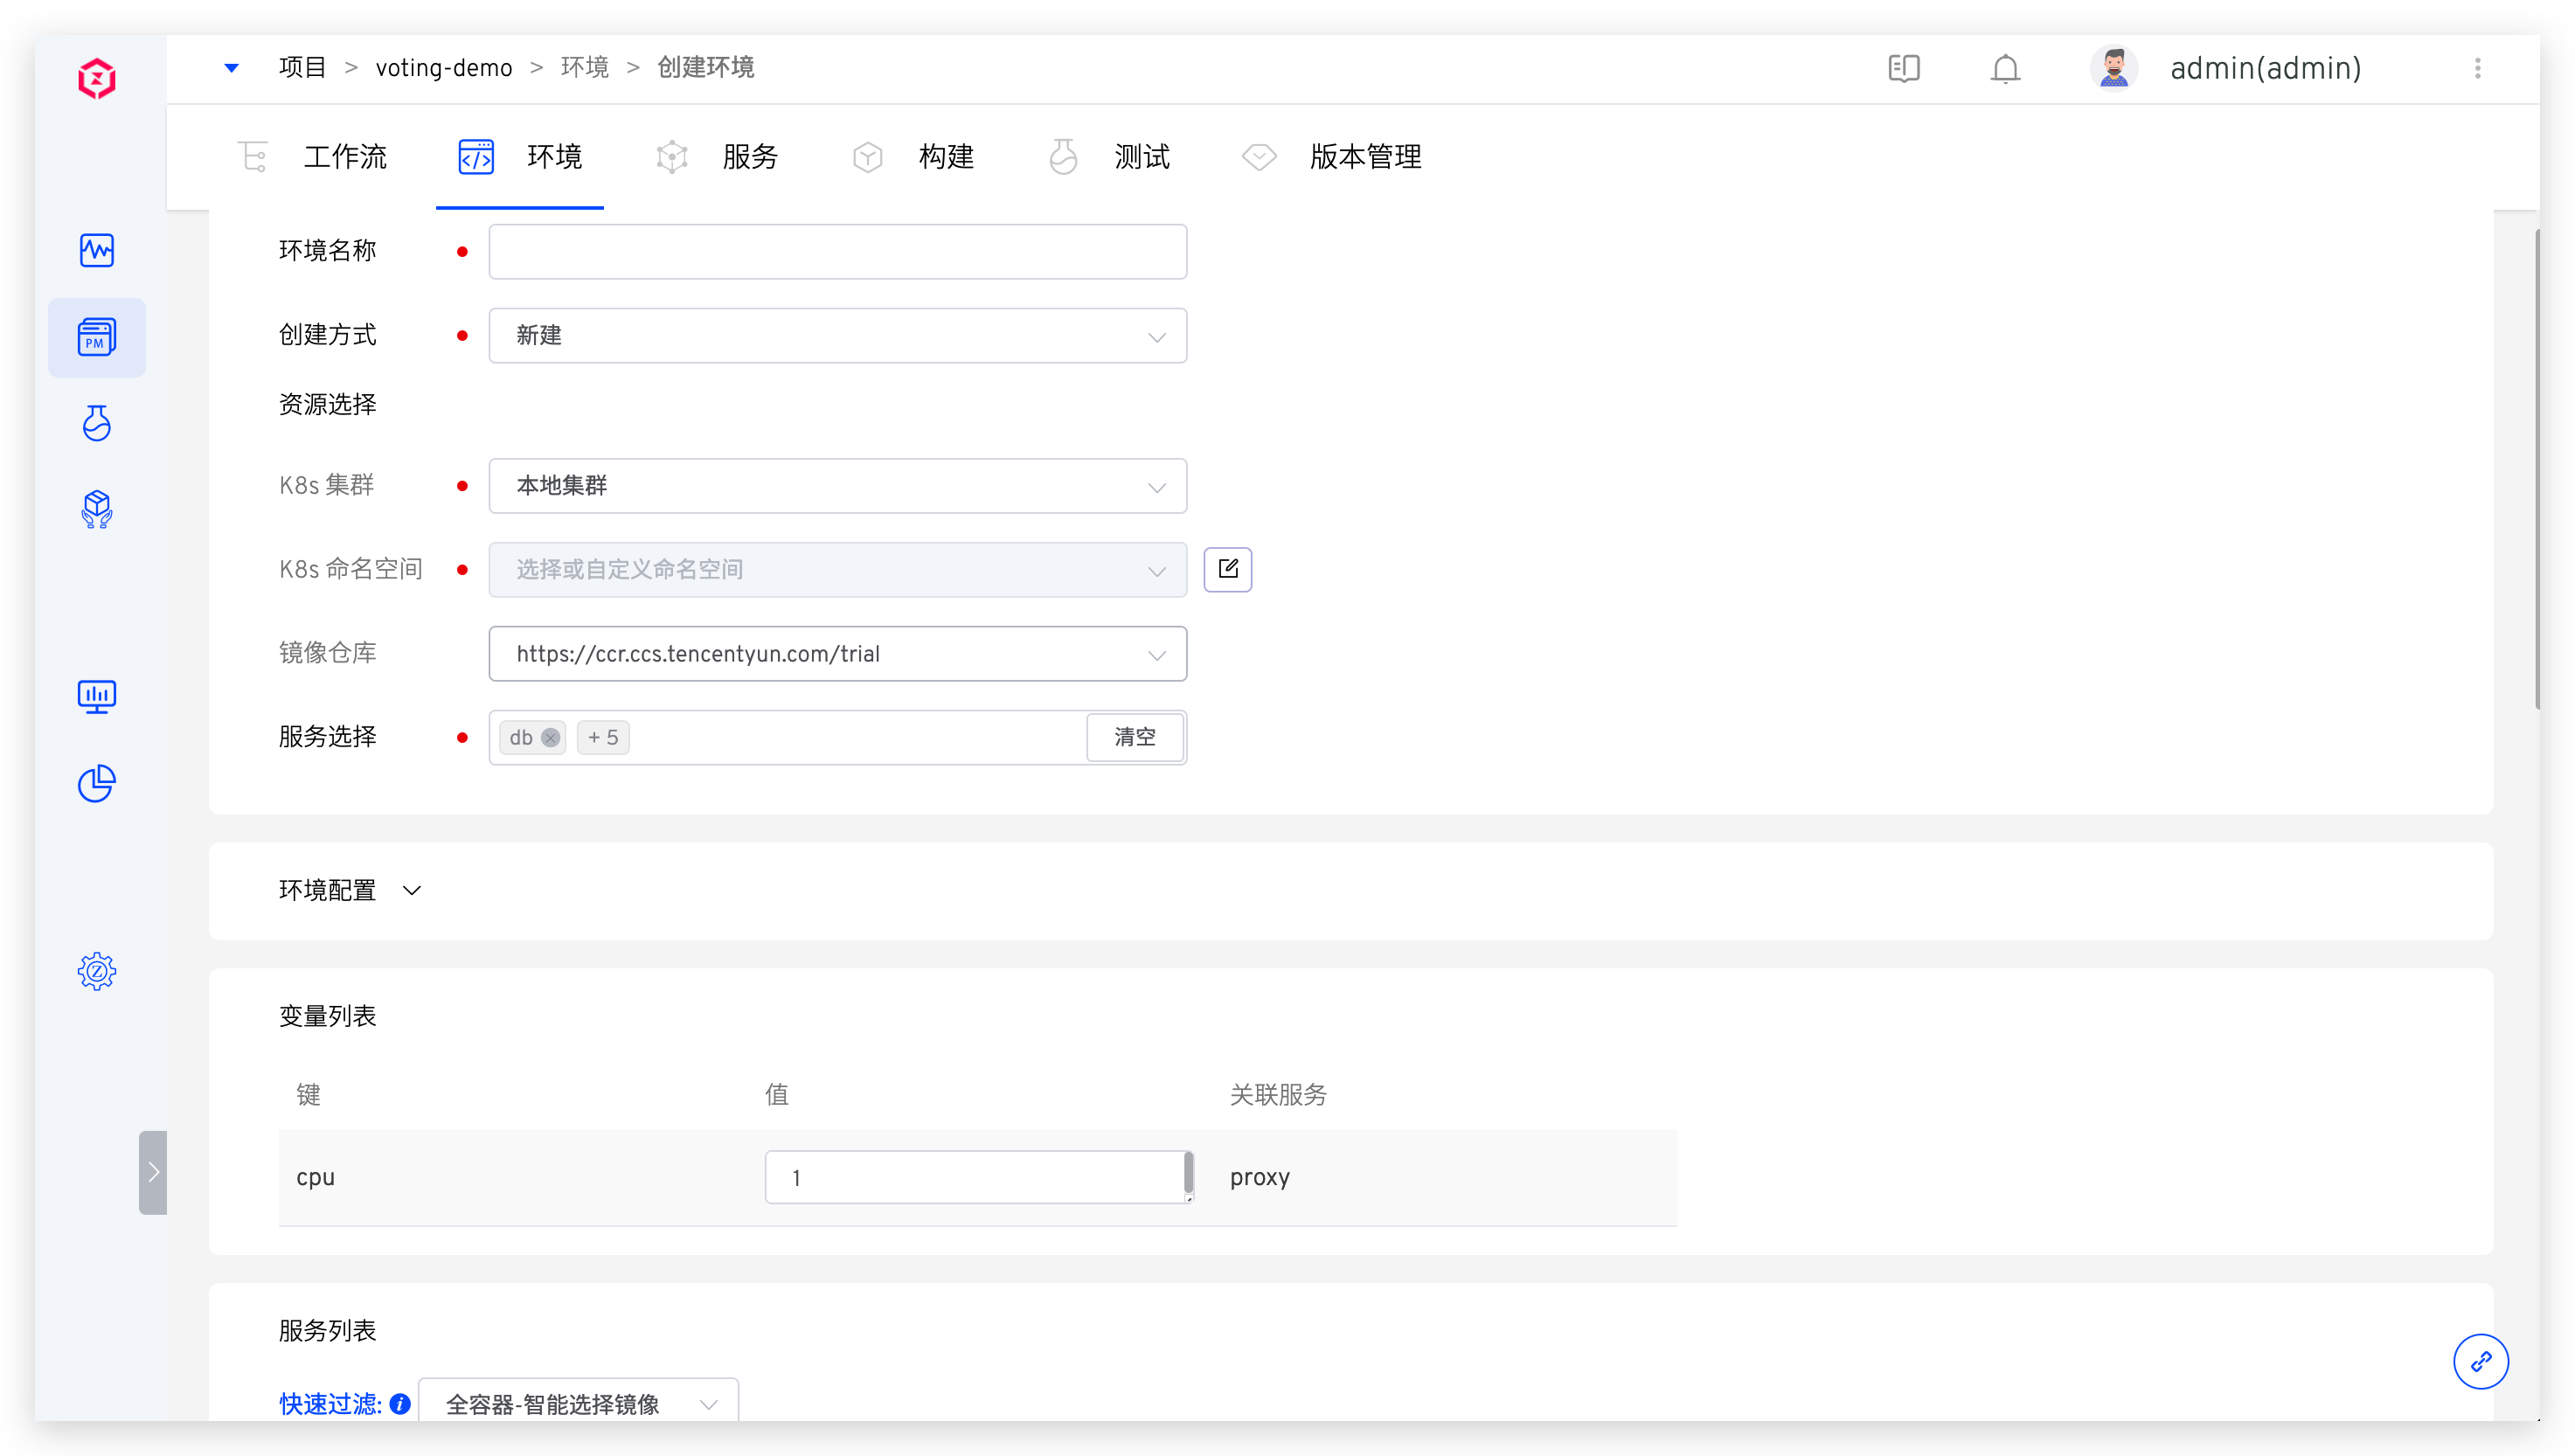 项目 > voting-demo > 环境 > 创建环境
admin(admin)
工作流 环境 服务 构建 测试 版本管理
PM
环境名称
创建方式 新建
资源选择
K8s 集群 本地集群
K8s 命名空间 选择或自定义命名空间
镜像仓库 https://ccr.ccs.tencentyun.com/trial
服务选择 db + 5 清空
环境配置
变量列表
键 值 关联服务
cpu 1 proxy
服务列表
快速过滤: 全容器-智能选择镜像